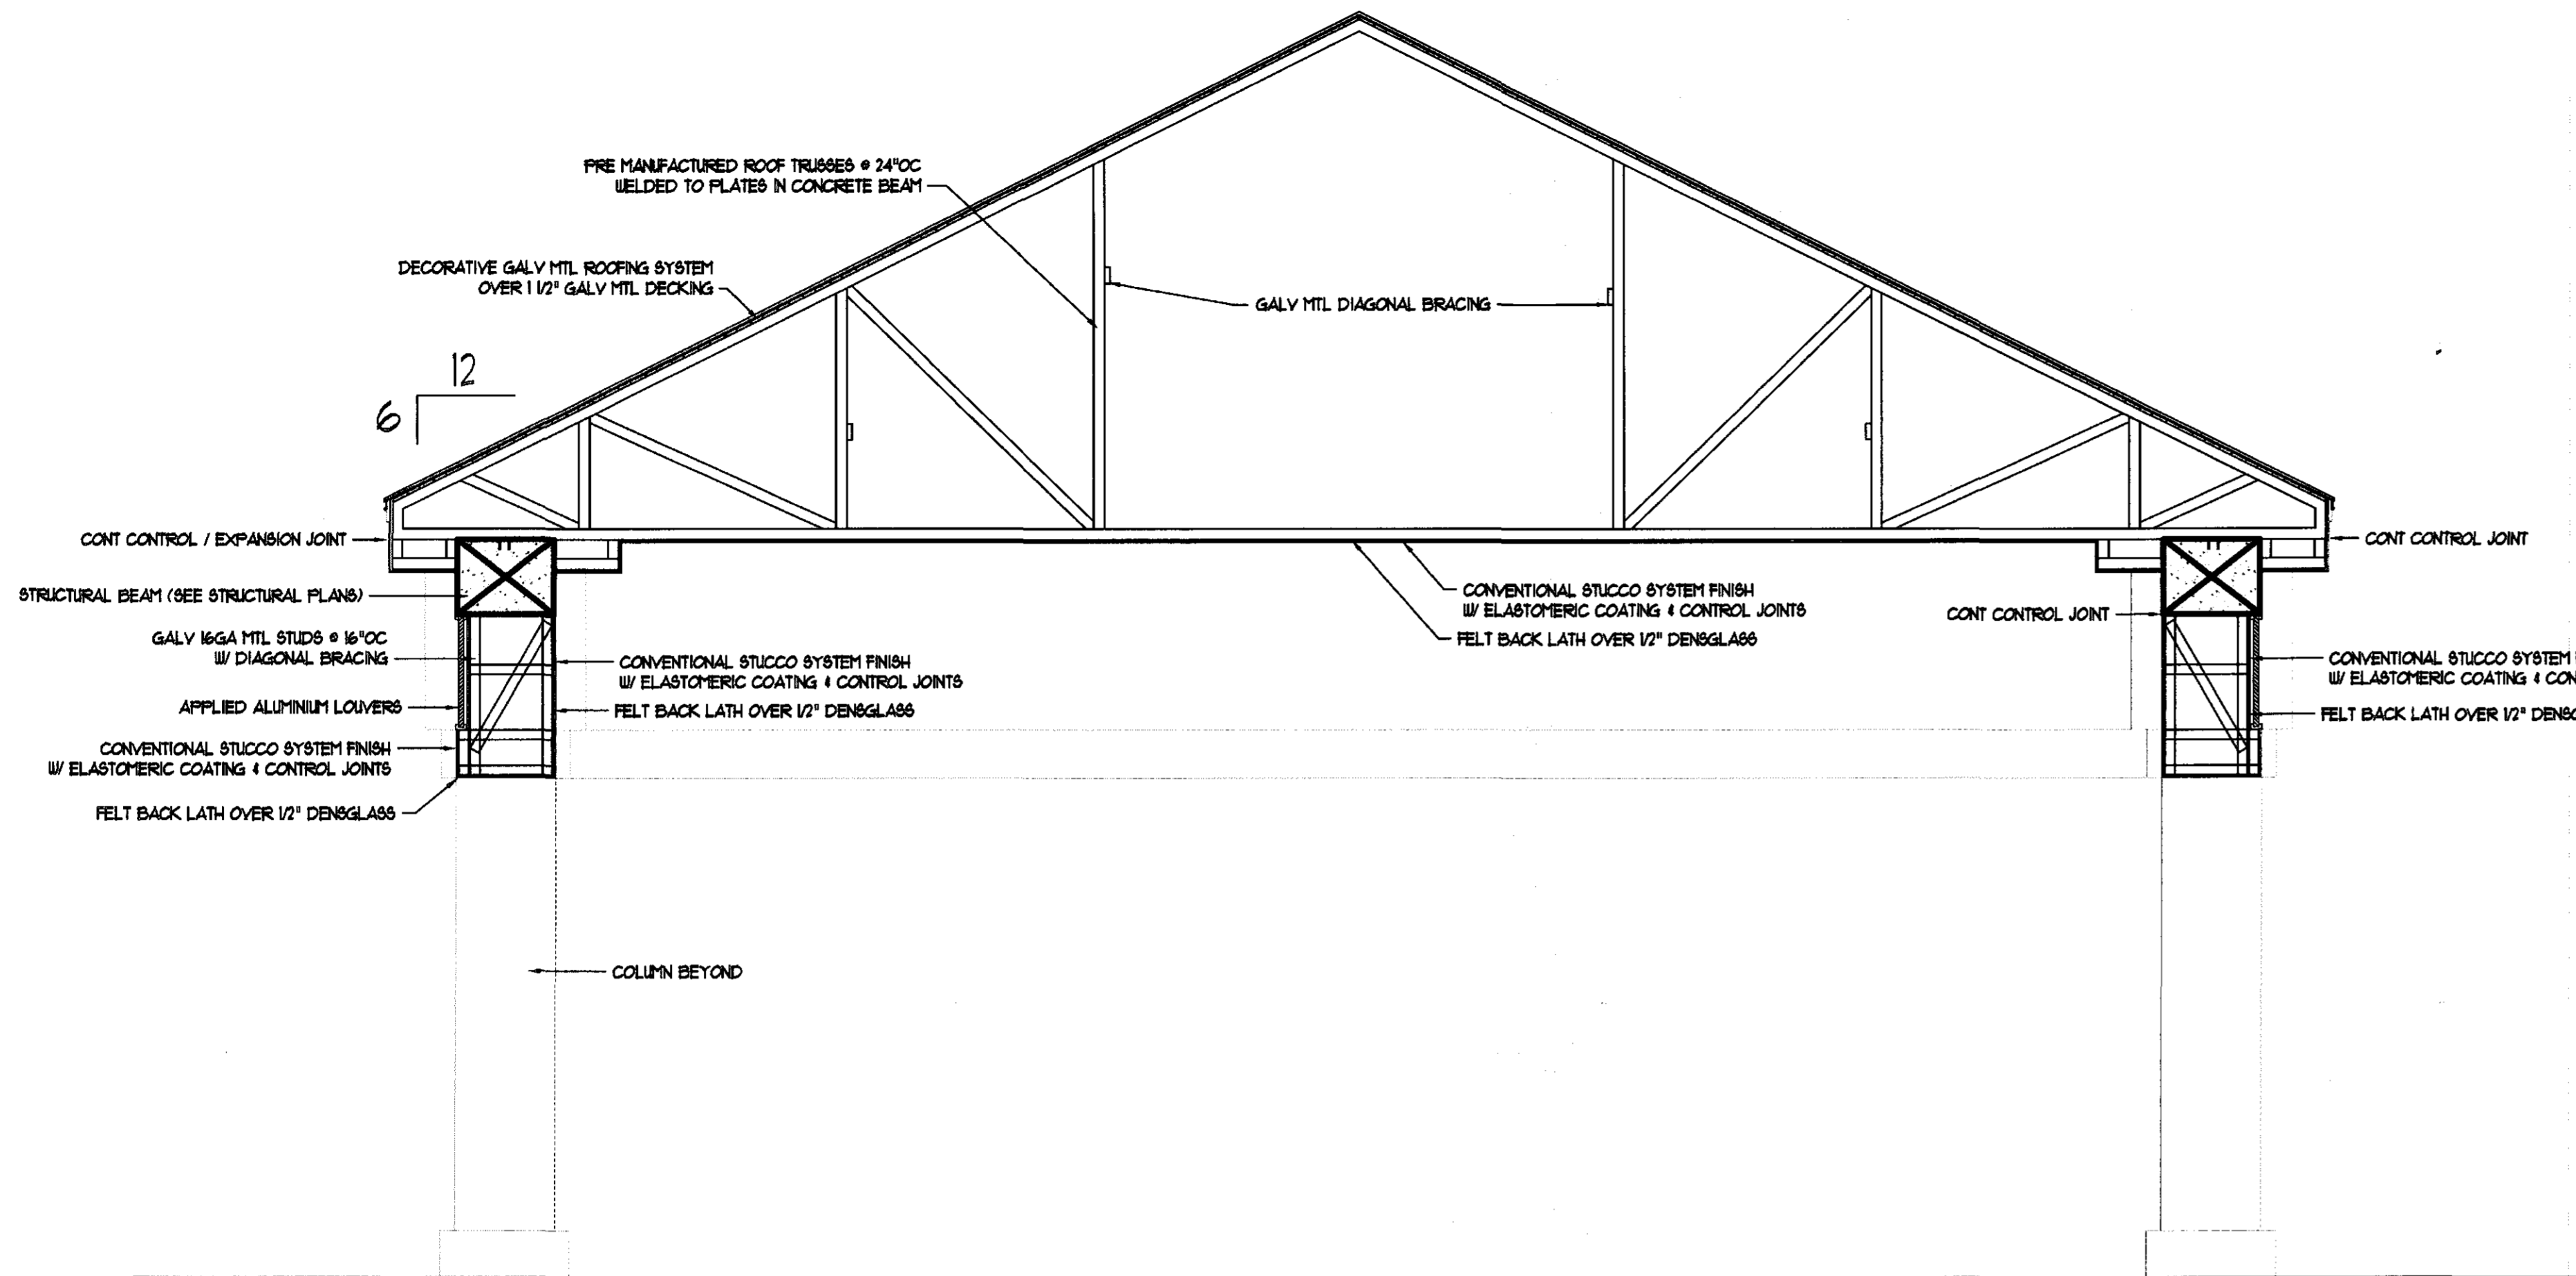 PRE MANUFACTURED ROOF TRUSSES @ 24"OC
WELDED TO PLATES IN CONCRETE BEAM
DECORATIVE GALV MTL ROOFING SYSTEM
OVER 1 1/2" GALV MTL DECKING
GALV MTL DIAGONAL BRACING
12
6
CONT CONTROL / EXPANSION JOINT
STRUCTURAL BEAM (SEE STRUCTURAL PLANS)
GALV 16GA MTL STUDS @ 16"OC
W/ DIAGONAL BRACING
APPLIED ALUMINIUM LOUVERS
CONVENTIONAL STUCCO SYSTEM FINISH
W/ ELASTOMERIC COATING & CONTROL JOINTS
FELT BACK LATH OVER 1/2" DENSGLASS
CONVENTIONAL STUCCO SYSTEM FINISH
W/ ELASTOMERIC COATING & CONTROL JOINTS
FELT BACK LATH OVER 1/2" DENSGLASS
COLUMN BEYOND
CONVENTIONAL STUCCO SYSTEM FINISH
W/ ELASTOMERIC COATING & CONTROL JOINTS
FELT BACK LATH OVER 1/2" DENSGLASS
CONT CONTROL JOINT
CONT CONTROL JOINT
CONVENTIONAL STUCCO SYSTEM
W/ ELASTOMERIC COATING &
FELT BACK LATH OVER 1/2"